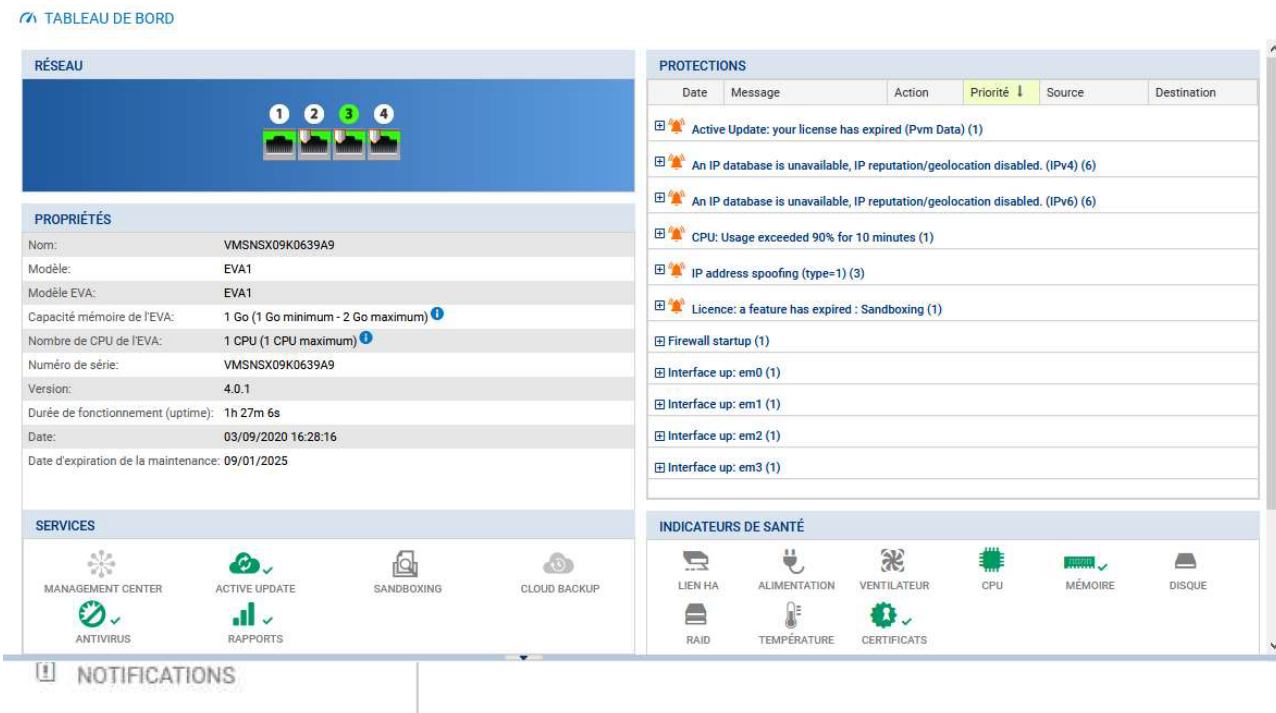 TABLEAU DE BORD
RÉSEAU
1 2 3 4
PROPRIÉTÉS
Nom: VMSNSX09K0639A9
Modèle: EVA1
Modèle EVA: EVA1
Capacité mémoire de l'EVA: 1 Go (1 Go minimum - 2 Go maximum)
Nombre de CPU de l'EVA: 1 CPU (1 CPU maximum)
Numéro de série: VMSNSX09K0639A9
Version: 4.0.1
Durée de fonctionnement (uptime): 1h 27m 6s
Date: 03/09/2020 16:28:16
Date d'expiration de la maintenance: 09/01/2025
SERVICES
MANAGEMENT CENTER ACTIVE UPDATE SANDBOXING CLOUD BACKUP
ANTIVIRUS RAPPORTS
PROTECTIONS
Date Message Action Priorité Source Destination
Active Update: your license has expired (Pvm Data) (1)
An IP database is unavailable, IP reputation/geolocation disabled. (IPv4) (6)
An IP database is unavailable, IP reputation/geolocation disabled. (IPv6) (6)
CPU: Usage exceeded 90% for 10 minutes (1)
IP address spoofing (type=1) (3)
Licence: a feature has expired : Sandboxing (1)
Firewall startup (1)
Interface up: em0 (1)
Interface up: em1 (1)
Interface up: em2 (1)
Interface up: em3 (1)
INDICATEURS DE SANTÉ
LIEN HA ALIMENTATION VENTILATEUR CPU MÉMOIRE DISQUE
RAID TEMPÉRATURE CERTIFICATS
NOTIFICATIONS